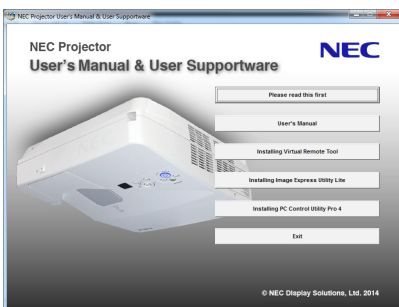 NEC Projector User's Manual & User Supportware
NEC Projector
NEC
User's Manual & User Supportware
Please read this first
User's Manual
Installing Virtual Remote Tool
Installing Image Express Utility Lite
Installing PC Control Utility Pro 4
Exit
© NEC Display Solutions, Ltd. 2014